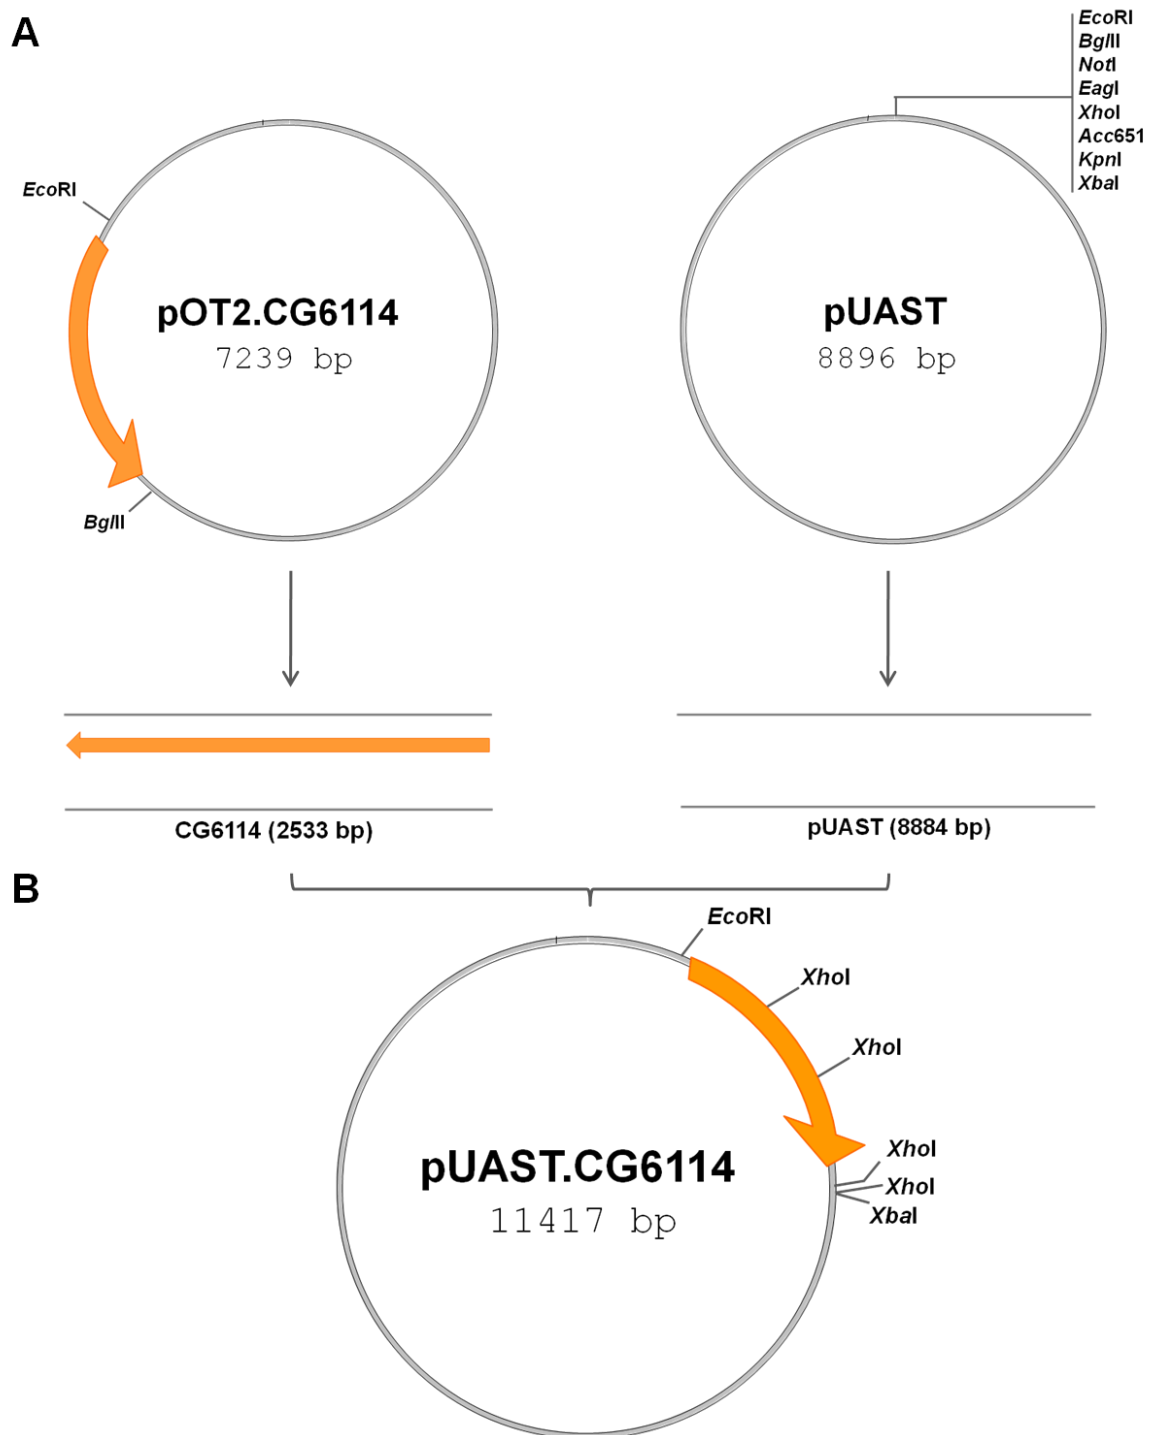 A
EcoRI
BglII
NotI
EagI
XhoI
Acc651
KpnI
XbaI
EcoRI
pOT2.CG6114
7239 bp
pUAST
8896 bp
BglII
CG6114 (2533 bp)
pUAST (8884 bp)
B
EcoRI
XhoI
XhoI
XhoI
XhoI
XbaI
pUAST.CG6114
11417 bp